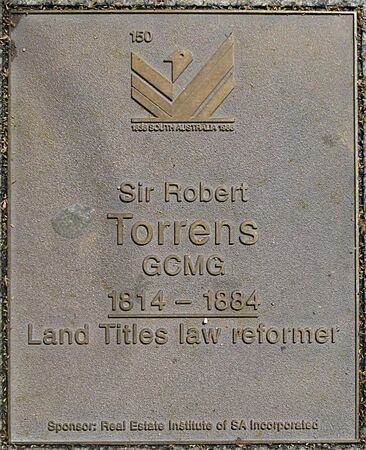 150
1836 SOUTH AUSTRALIA 1986
Sir Robert
Torrens
GCMG
1814 – 1884
Land Titles law reformer
Sponsor: Real Estate Institute of SA Incorporated